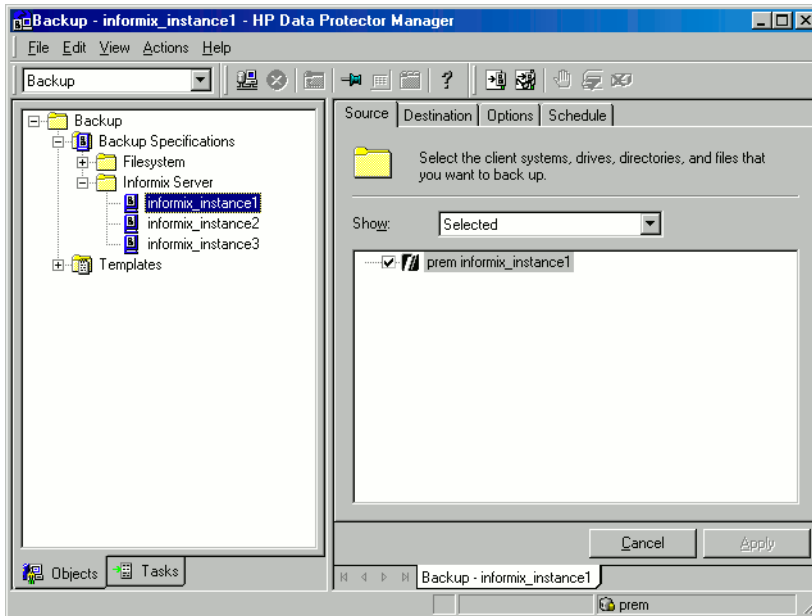 Backup - informix_instance1 - HP Data Protector Manager
File Edit View Actions Help
Backup
?
Backup
Backup Specifications
Filesystem
Informix Server
informix_instance1
informix_instance2
informix_instance3
Templates
Objects
Tasks
Source Destination Options Schedule
Select the client systems, drives, directories, and files that
you want to back up.
Show: Selected
prem informix_instance1
Cancel Apply
Backup - informix_instance1
prem